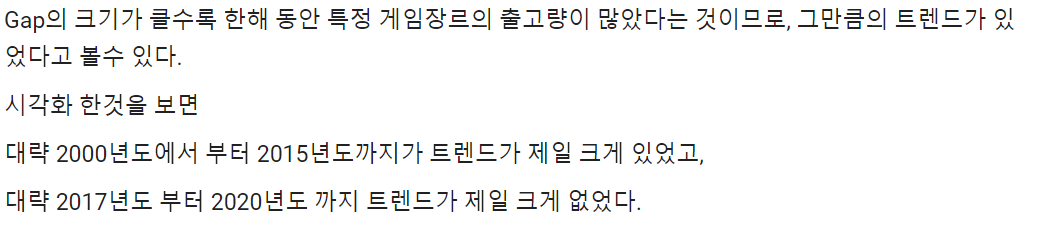 Gap의 크기가 클수록 한해 동안 특정 게임장르의 출고량이 많았다는 것이므로, 그만큼의 트렌드가 있
었다고 볼수 있다.
시각화 한것을 보면
대략 2000년도에서 부터 2015년도까지가 트렌드가 제일 크게 있었고,
대략 2017년도 부터 2020년도 까지 트렌드가 제일 크게 없었다.